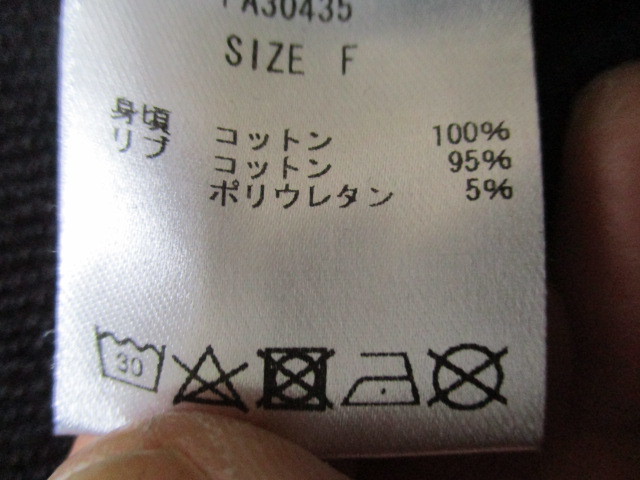 PA30435
SIZE F
身頃 コットン 100%
リブ コットン 95%
ポリウレタン 5%
30